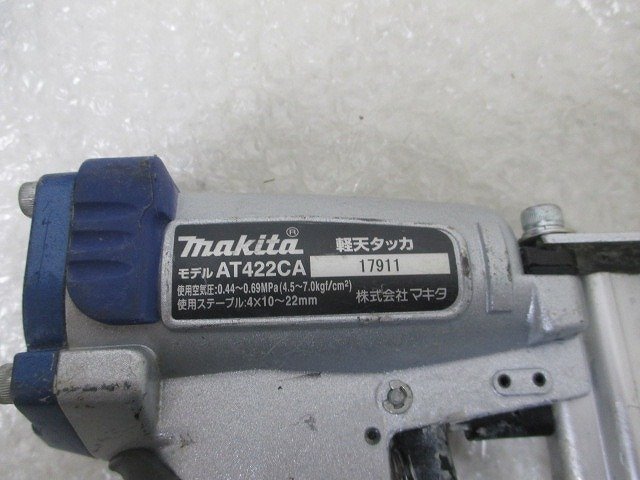 makita® 軽天タッカ
モデル AT422CA 17911
使用空気圧:0.44〜0.69MPa(4.5〜7.0kgf/cm²)
使用ステープル:4×10〜22mm 株式会社マキタ